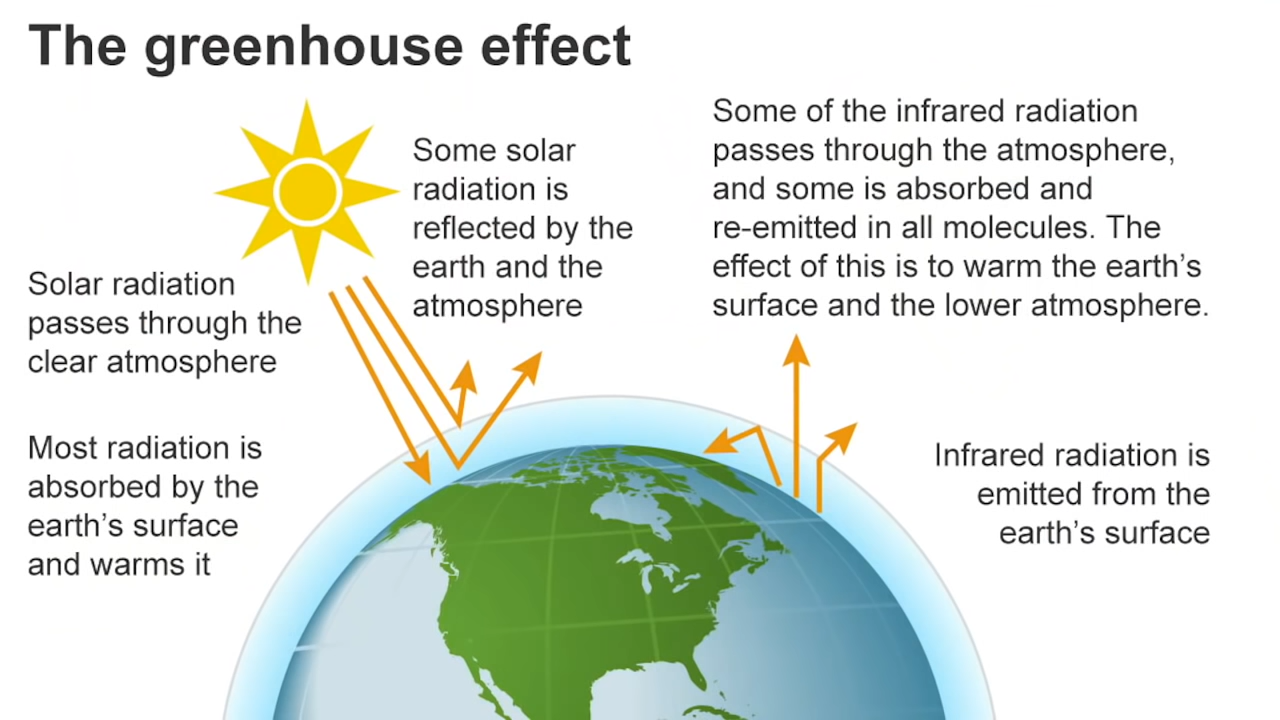 The greenhouse effect
Solar radiation
passes through the
clear atmosphere
Most radiation is
absorbed by the
earth’s surface
and warms it
Some solar
radiation is
reflected by the
earth and the
atmosphere
Some of the infrared radiation
passes through the atmosphere,
and some is absorbed and
re-emitted in all molecules. The
effect of this is to warm the earth’s
surface and the lower atmosphere.
Infrared radiation is
emitted from the
earth’s surface